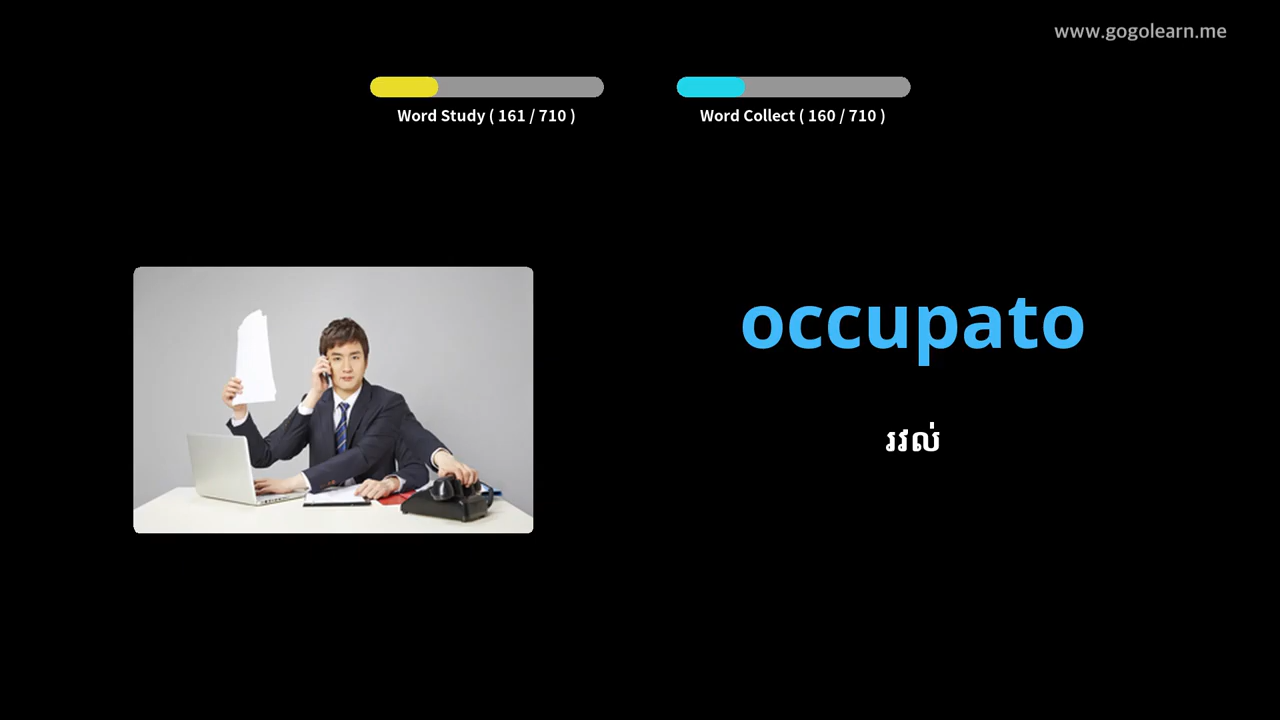 www.gogolearn.me
Word Study ( 161 / 710 )
Word Collect ( 160 / 710 )
occupato
រវល់